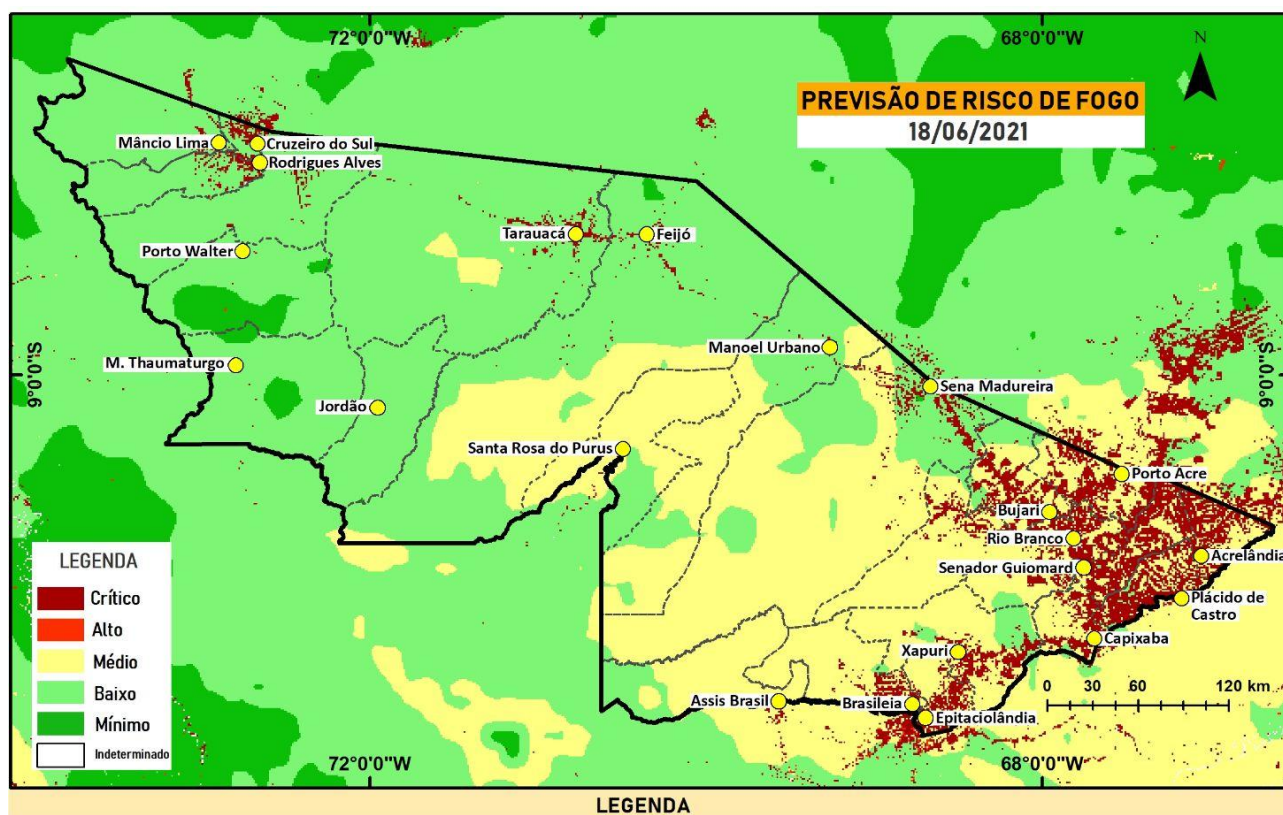 72°0'0"W
68°0'0"W
N
PREVISÃO DE RISCO DE FOGO
18/06/2021
Mâncio Lima
Cruzeiro do Sul
Rodrigues Alves
Tarauacá
Feijó
Porto Walter
Manoel Urbano
M. Thaumaturgo
9°0'0"S
9°0'0"S
Sena Madureira
Jordão
Santa Rosa do Purus
Porto Acre
Bujari
Rio Branco
Acrelândia
Senador Guiomard
Plácido de
Castro
Capixaba
Xapuri
Assis Brasil
Brasileia
Epitaciolândia
0 30 60 120 km
LEGENDA
Crítico
Alto
Médio
Baixo
Mínimo
Indeterminado
72°0'0"W
68°0'0"W
LEGENDA